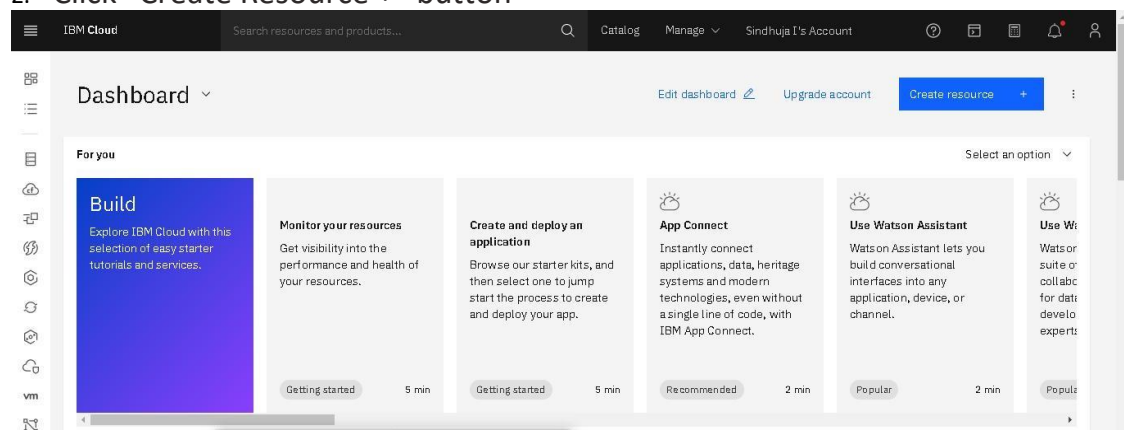 2. Click "Create Resource +" button
IBM Cloud Search resources and products... Catalog Manage Sindhuja I's Account
Dashboard
Edit dashboard Upgrade account Create resource +
For you
Select an option
Build
Explore IBM Cloud with this
selection of easy starter
tutorials and services.
Monitor your resources
Get visibility into the
performance and health of
your resources.
Getting started 5 min
Create and deploy an
application
Browse our starter kits, and
then select one to jump
start the process to create
and deploy your app.
Getting started 5 min
App Connect
Instantly connect
applications, data, heritage
systems and modern
technologies, even without
a single line of code, with
IBM App Connect.
Recommended 2 min
Use Watson Assistant
Watson Assistant lets you
build conversational
interfaces into any
application, device, or
channel.
Popular 2 min
Use
suite
for
vm